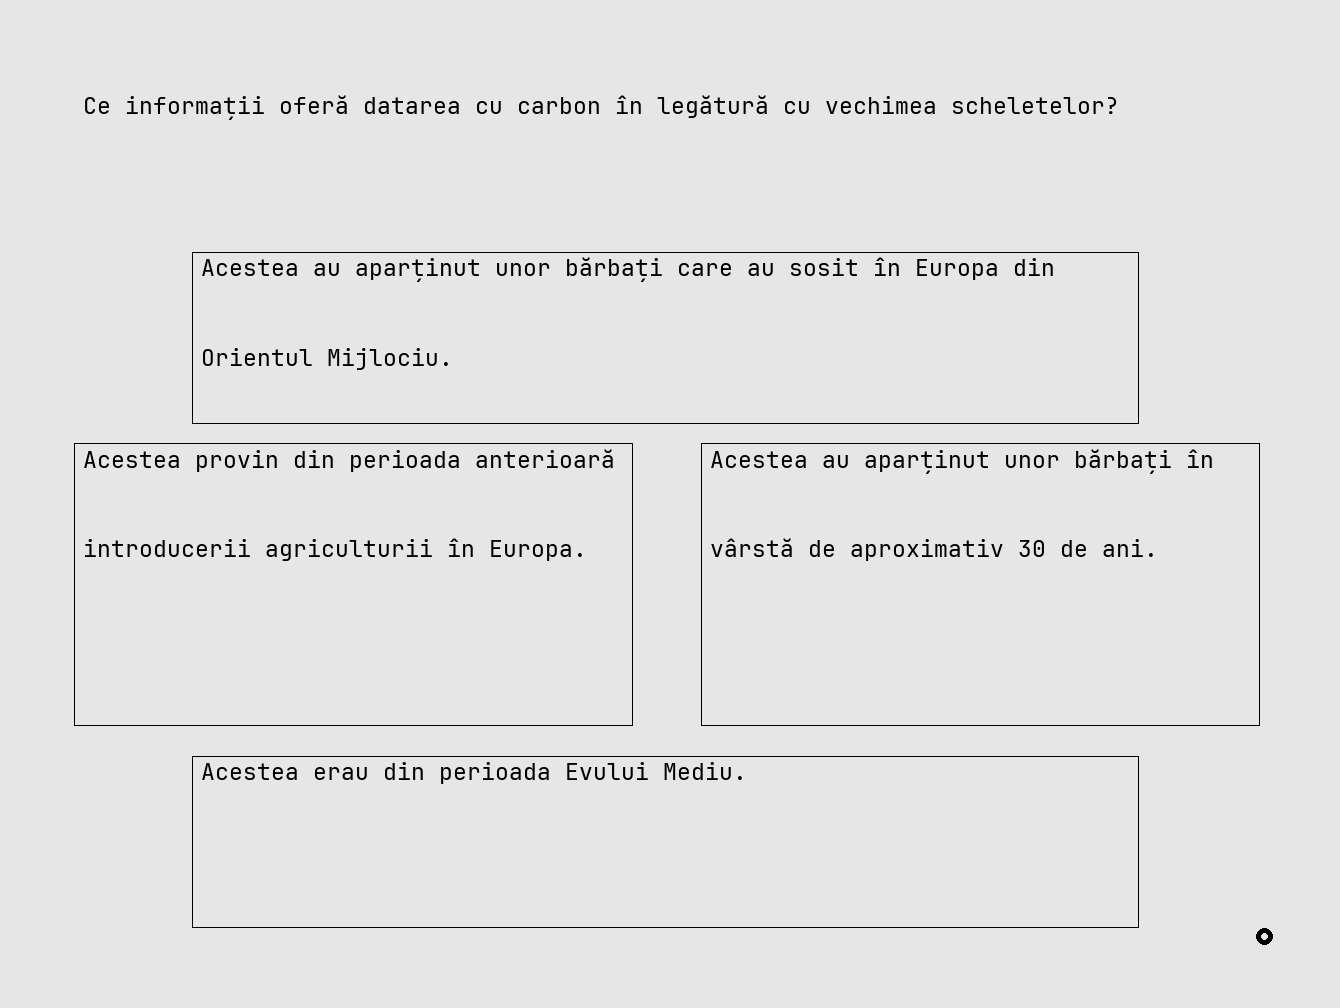 Ce informații oferă datarea cu carbon în legătură cu vechimea scheletelor?
Acestea au aparținut unor bărbați care au sosit în Europa din
Orientul Mijlociu.
Acestea provin din perioada anterioară
introducerii agriculturii în Europa.
Acestea au aparținut unor bărbați în
vârstă de aproximativ 30 de ani.
Acestea erau din perioada Evului Mediu.